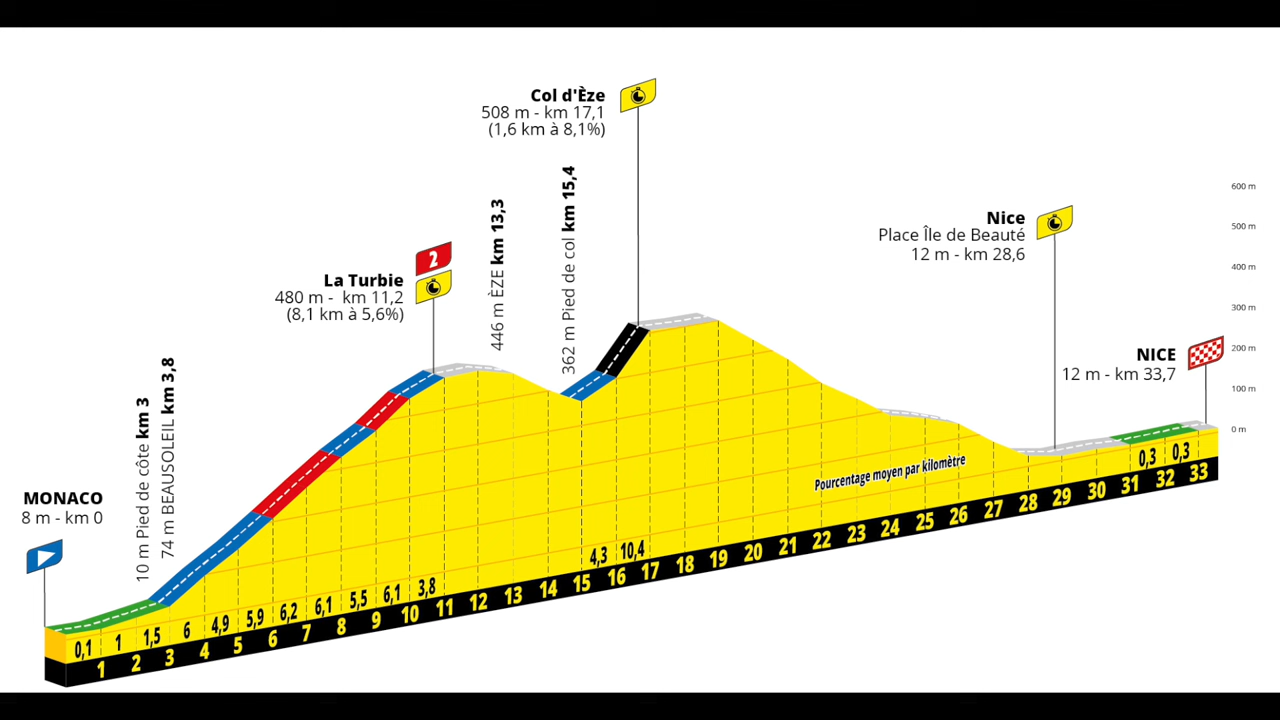 Col d'Èze
508 m - km 17,1
(1,6 km à 8,1%)
362 m Pied de col km 15,4
446 m ÈZE km 13,3
2
La Turbie
480 m - km 11,2
(8,1 km à 5,6%)
Nice
Place Île de Beauté
12 m - km 28,6
600 m
500 m
400 m
300 m
200 m
100 m
0 m
NICE
12 m - km 33,7
10 m Pied de côte km 3
74 m BEAUSOLEIL km 3,8
MONACO
8 m - km 0
Pourcentage moyen par kilomètre
0,1 1 1,5 6 4,9 5,9 6,2 6,1 5,5 6,1 3,8 4,3 10,4 0,3 0,3
1 2 3 4 5 6 7 8 9 10 11 12 13 14 15 16 17 18 19 20 21 22 23 24 25 26 27 28 29 30 31 32 33